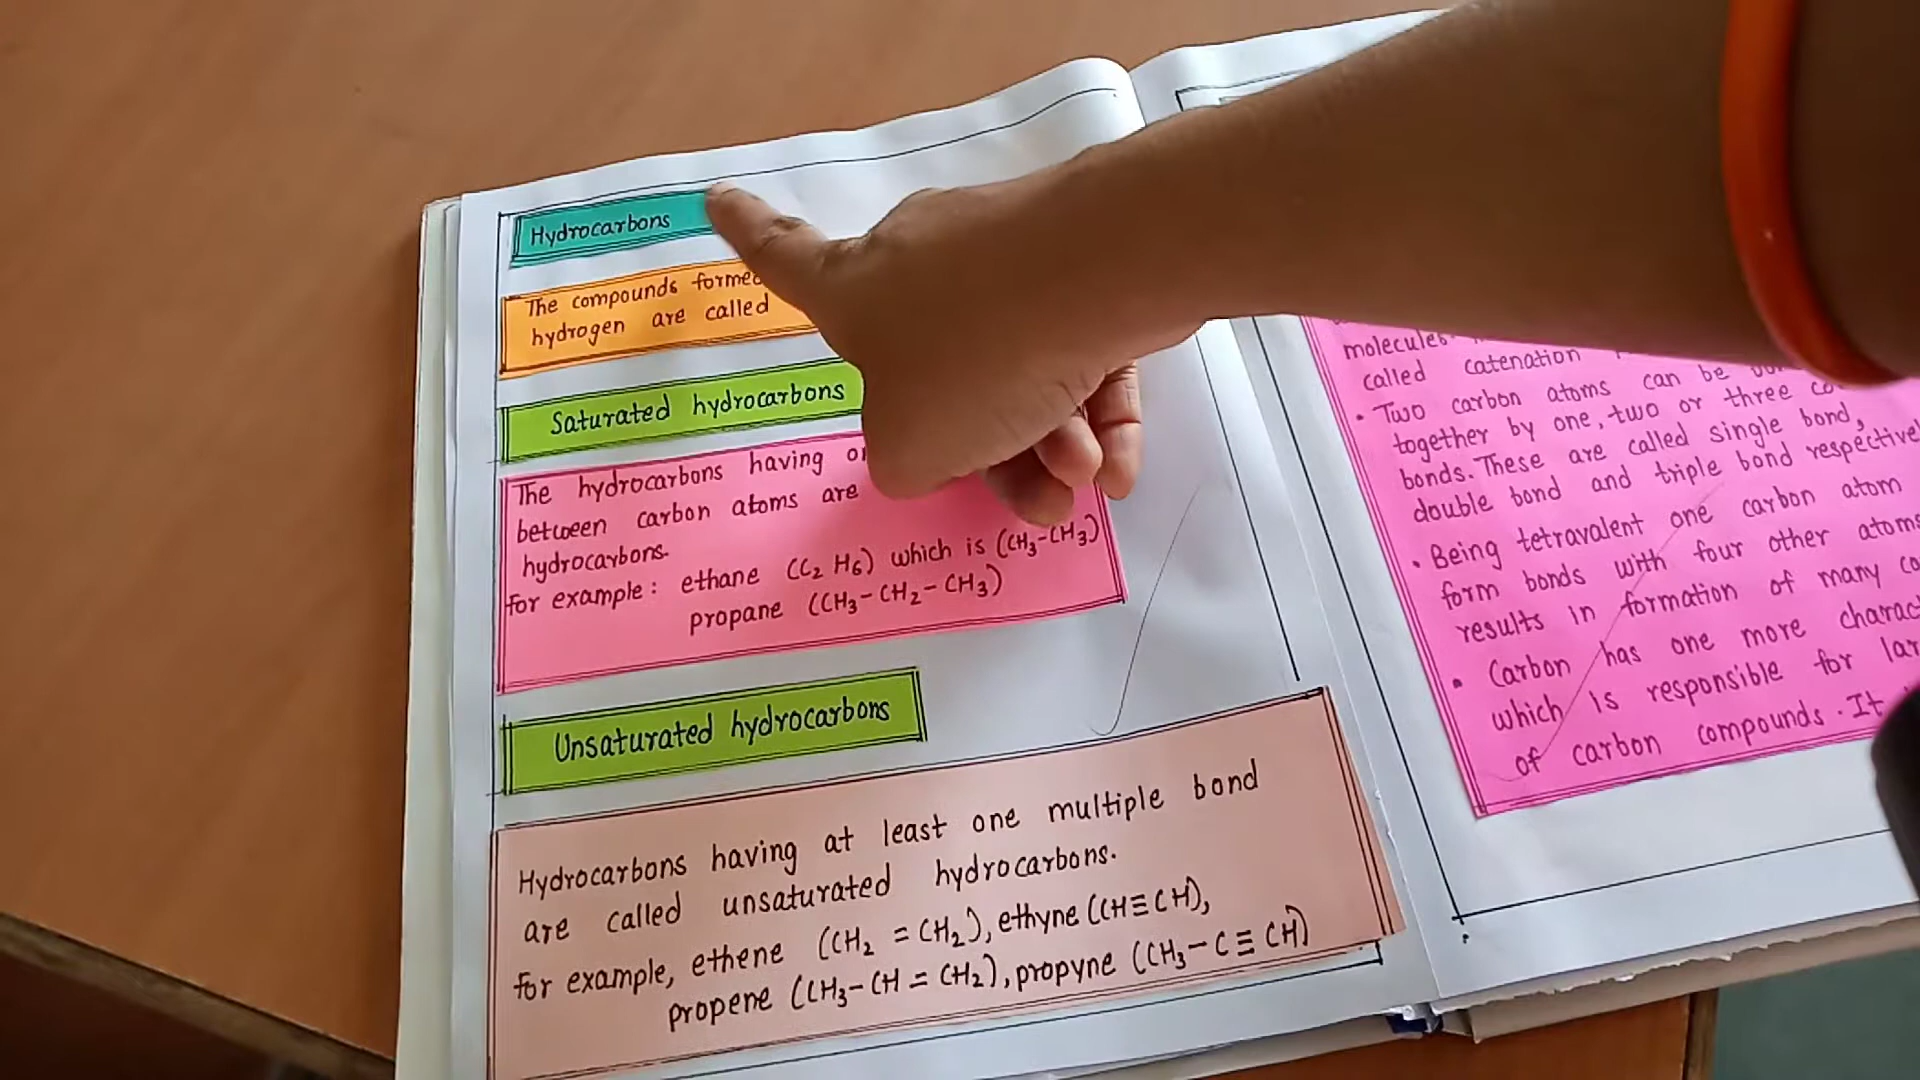 Hydrocarbons
The compounds formed
hydrogen are called
Saturated hydrocarbons
The hydrocarbons having
between carbon atoms are
hydrocarbons.
for example: ethane (C₂ H₆) which is (CH₃-CH₃)
propane (CH₃-CH₂-CH₃)
Unsaturated hydrocarbons
Hydrocarbons having at least one multiple bond
are called unsaturated hydrocarbons.
For example, ethene (CH₂ = CH₂), ethyne (CH≡CH),
propene (CH₃-CH = CH₂), propyne (CH₃-C≡CH)
molecules.
called catenation
• Two carbon atoms can be
together by one, two or three
bonds. These are called single bond,
double bond and triple bond
• Being tetravalent one carbon atom
form bonds with four other atoms
results in formation of many
• Carbon has one more
which is responsible for
of carbon compounds. It